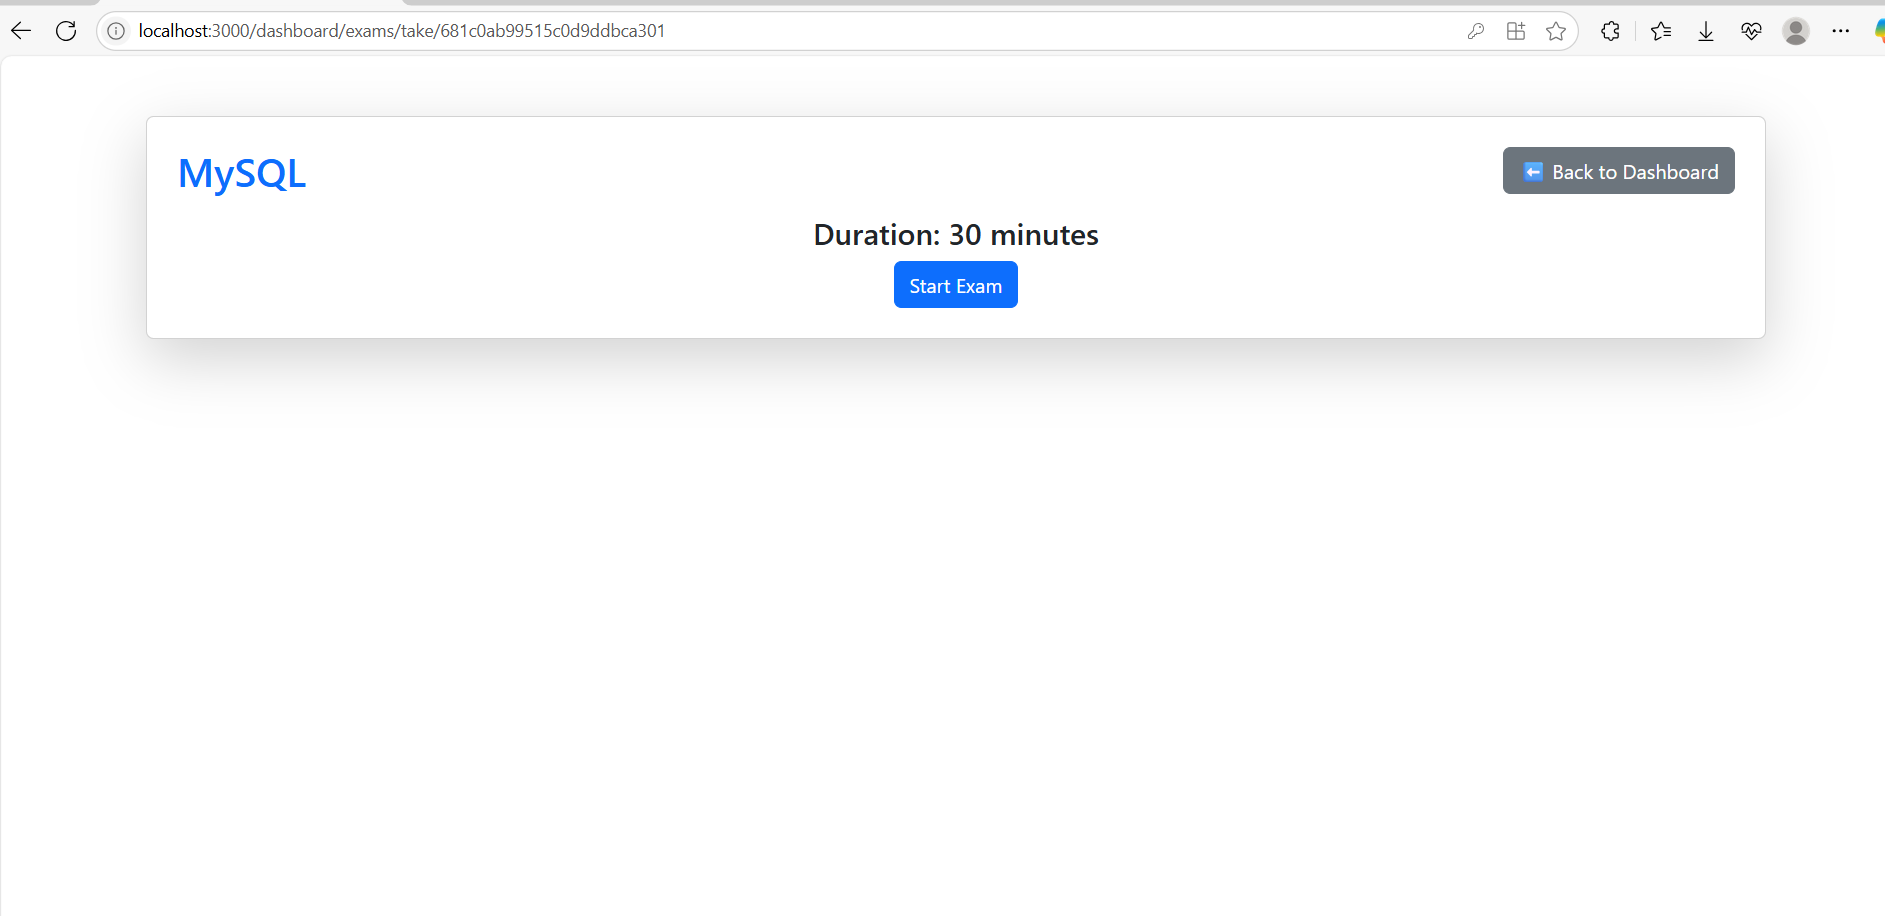 localhost:3000/dashboard/exams/take/681c0ab99515c0d9ddbca301
MySQL
Back to Dashboard
Duration: 30 minutes
Start Exam